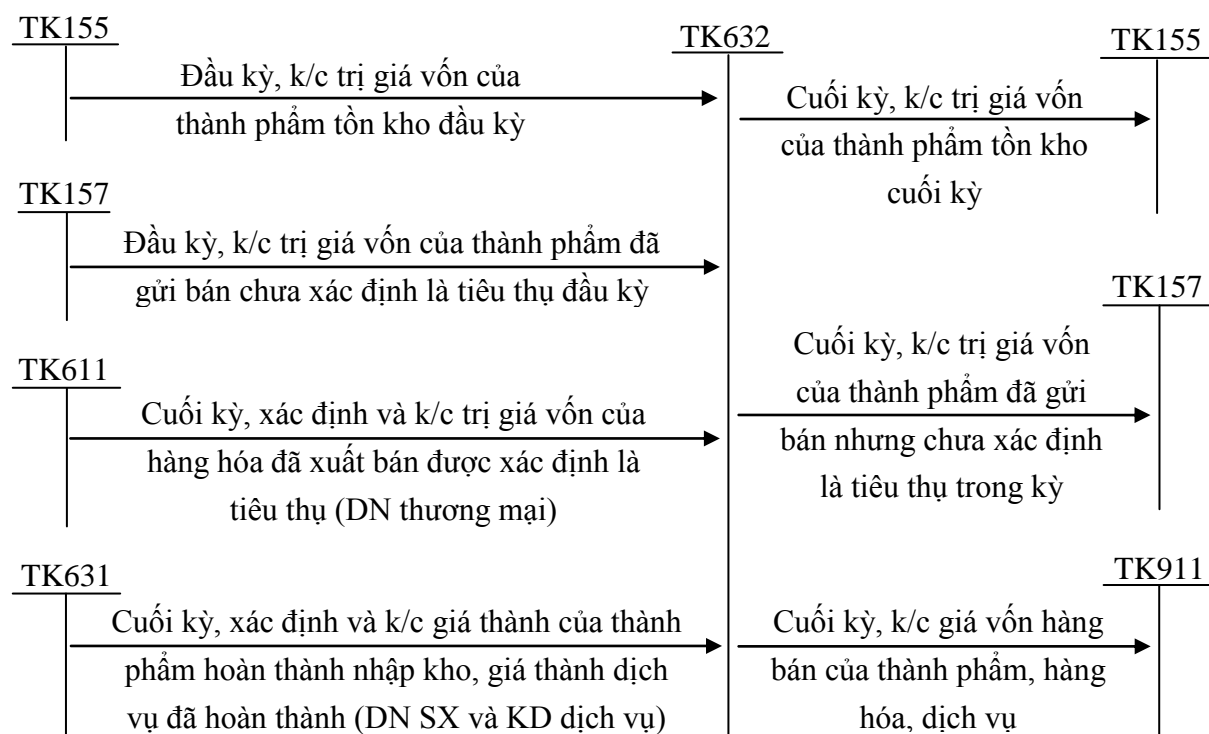 TK155
Đầu kỳ, k/c trị giá vốn của
thành phẩm tồn kho đầu kỳ
TK157
Đầu kỳ, k/c trị giá vốn của thành phẩm đã
gửi bán chưa xác định là tiêu thụ đầu kỳ
TK611
Cuối kỳ, xác định và k/c trị giá vốn của
hàng hóa đã xuất bán được xác định là
tiêu thụ (DN thương mại)
TK631
Cuối kỳ, xác định và k/c giá thành của thành
phẩm hoàn thành nhập kho, giá thành dịch
vụ đã hoàn thành (DN SX và KD dịch vụ)
TK632
TK155
Cuối kỳ, k/c trị giá vốn
của thành phẩm tồn kho
cuối kỳ
TK157
Cuối kỳ, k/c trị giá vốn
của thành phẩm đã gửi
bán nhưng chưa xác định
là tiêu thụ trong kỳ
TK911
Cuối kỳ, k/c giá vốn hàng
bán của thành phẩm, hàng
hóa, dịch vụ